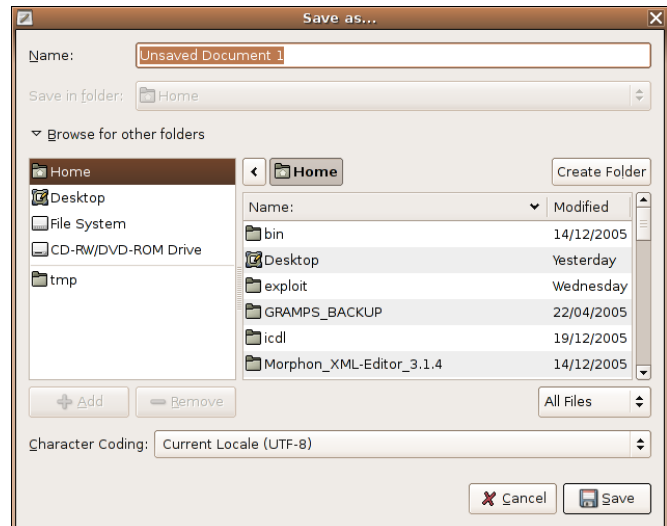 Save as...
Name: Unsaved Document 1
Save in folder: Home
Browse for other folders
Home
Desktop
File System
CD-RW/DVD-ROM Drive
tmp
Home Create Folder
Name: Modified
bin 14/12/2005
Desktop Yesterday
exploit Wednesday
GRAMPS_BACKUP 22/04/2005
icdl 19/12/2005
Morphon_XML-Editor_3.1.4 14/12/2005
Add Remove All Files
Character Coding: Current Locale (UTF-8)
Cancel Save